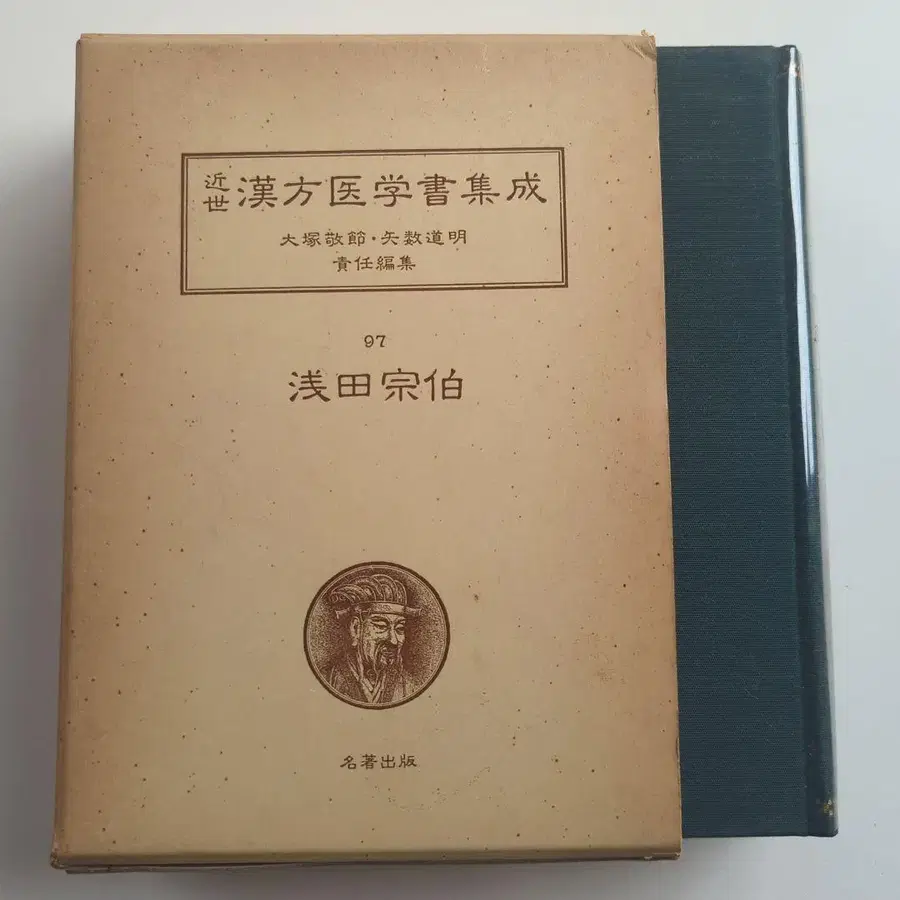 近世 漢方医学書集成
大塚敬節・矢数道明
責任編集
97
浅田宗伯
名著出版